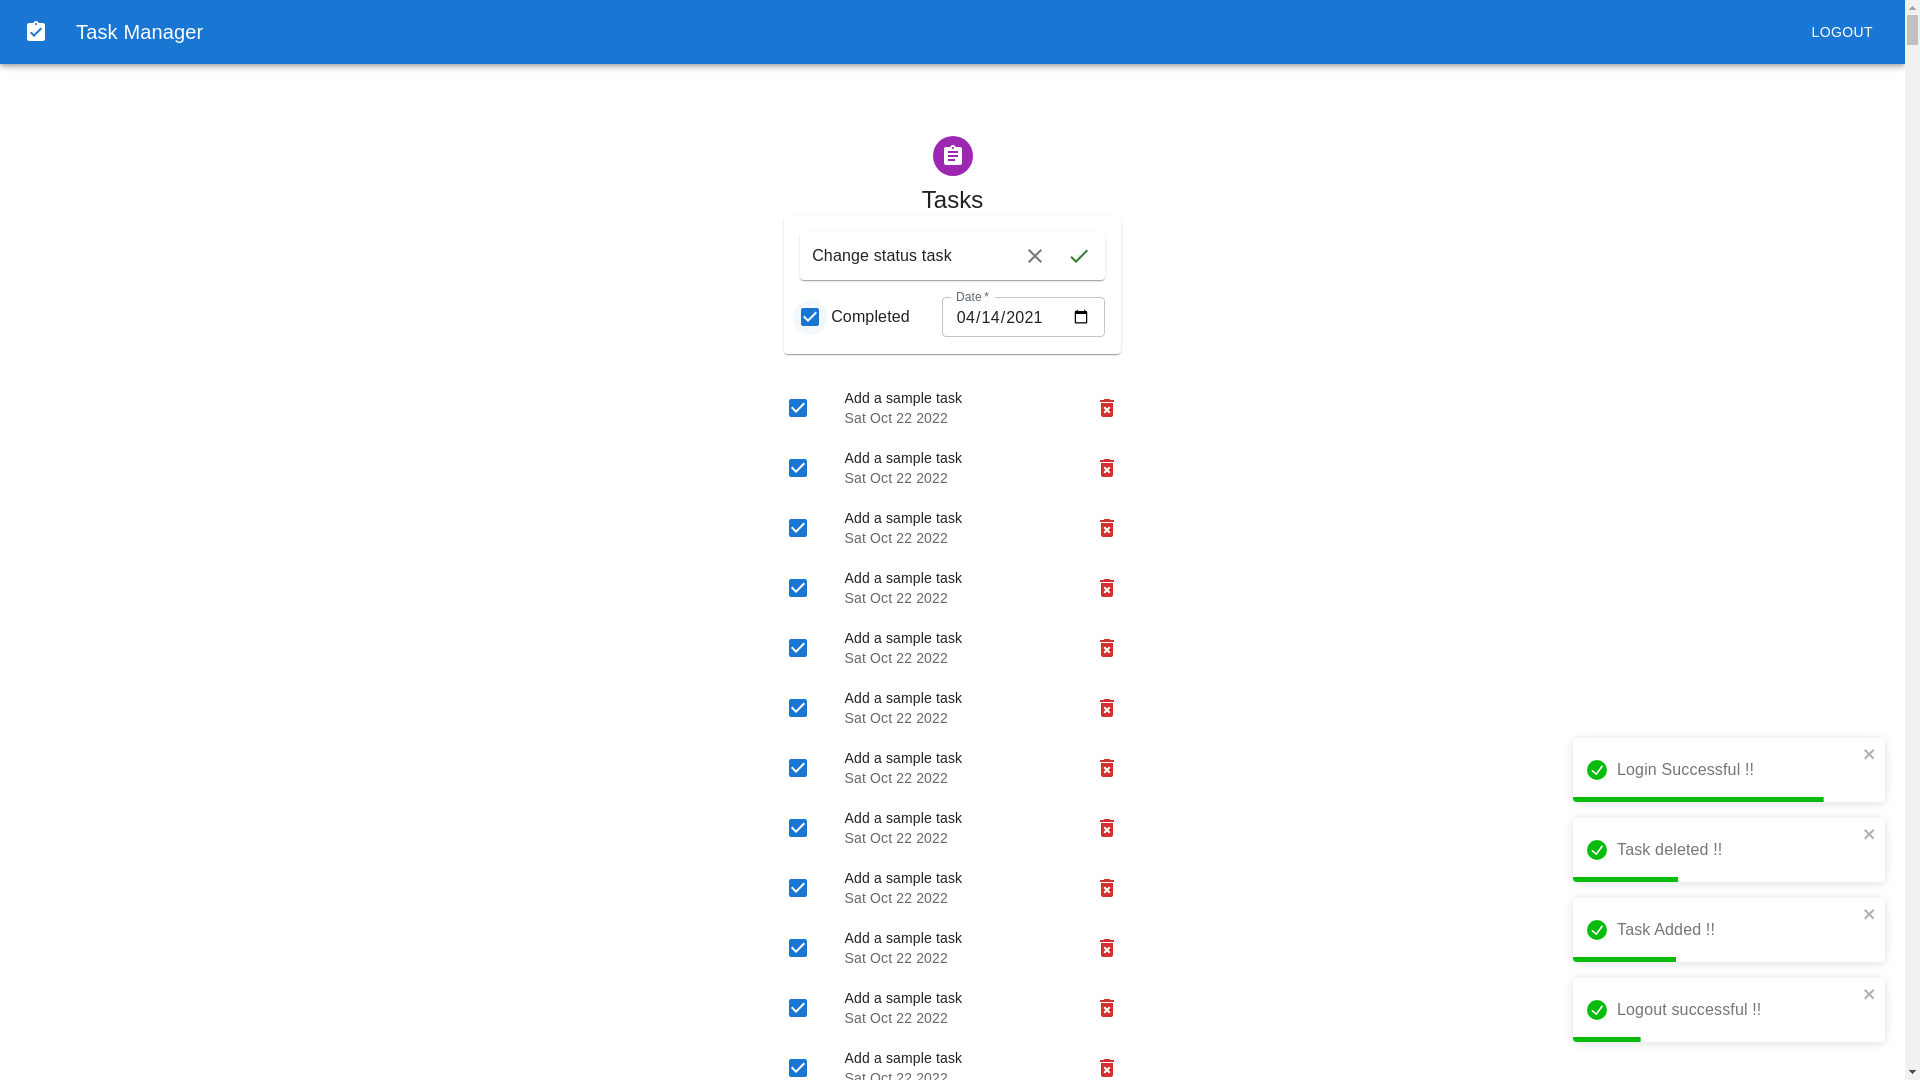 Task Manager
LOGOUT
Tasks
Change status task
Date *
Completed
04/14/2021
Add a sample task
Sat Oct 22 2022
Add a sample task
Sat Oct 22 2022
Add a sample task
Sat Oct 22 2022
Add a sample task
Sat Oct 22 2022
Add a sample task
Sat Oct 22 2022
Add a sample task
Sat Oct 22 2022
Add a sample task
Sat Oct 22 2022
Add a sample task
Sat Oct 22 2022
Add a sample task
Sat Oct 22 2022
Add a sample task
Sat Oct 22 2022
Add a sample task
Sat Oct 22 2022
Add a sample task
Sat Oct 22 2022
Login Successful !!
Task deleted !!
Task Added !!
Logout successful !!